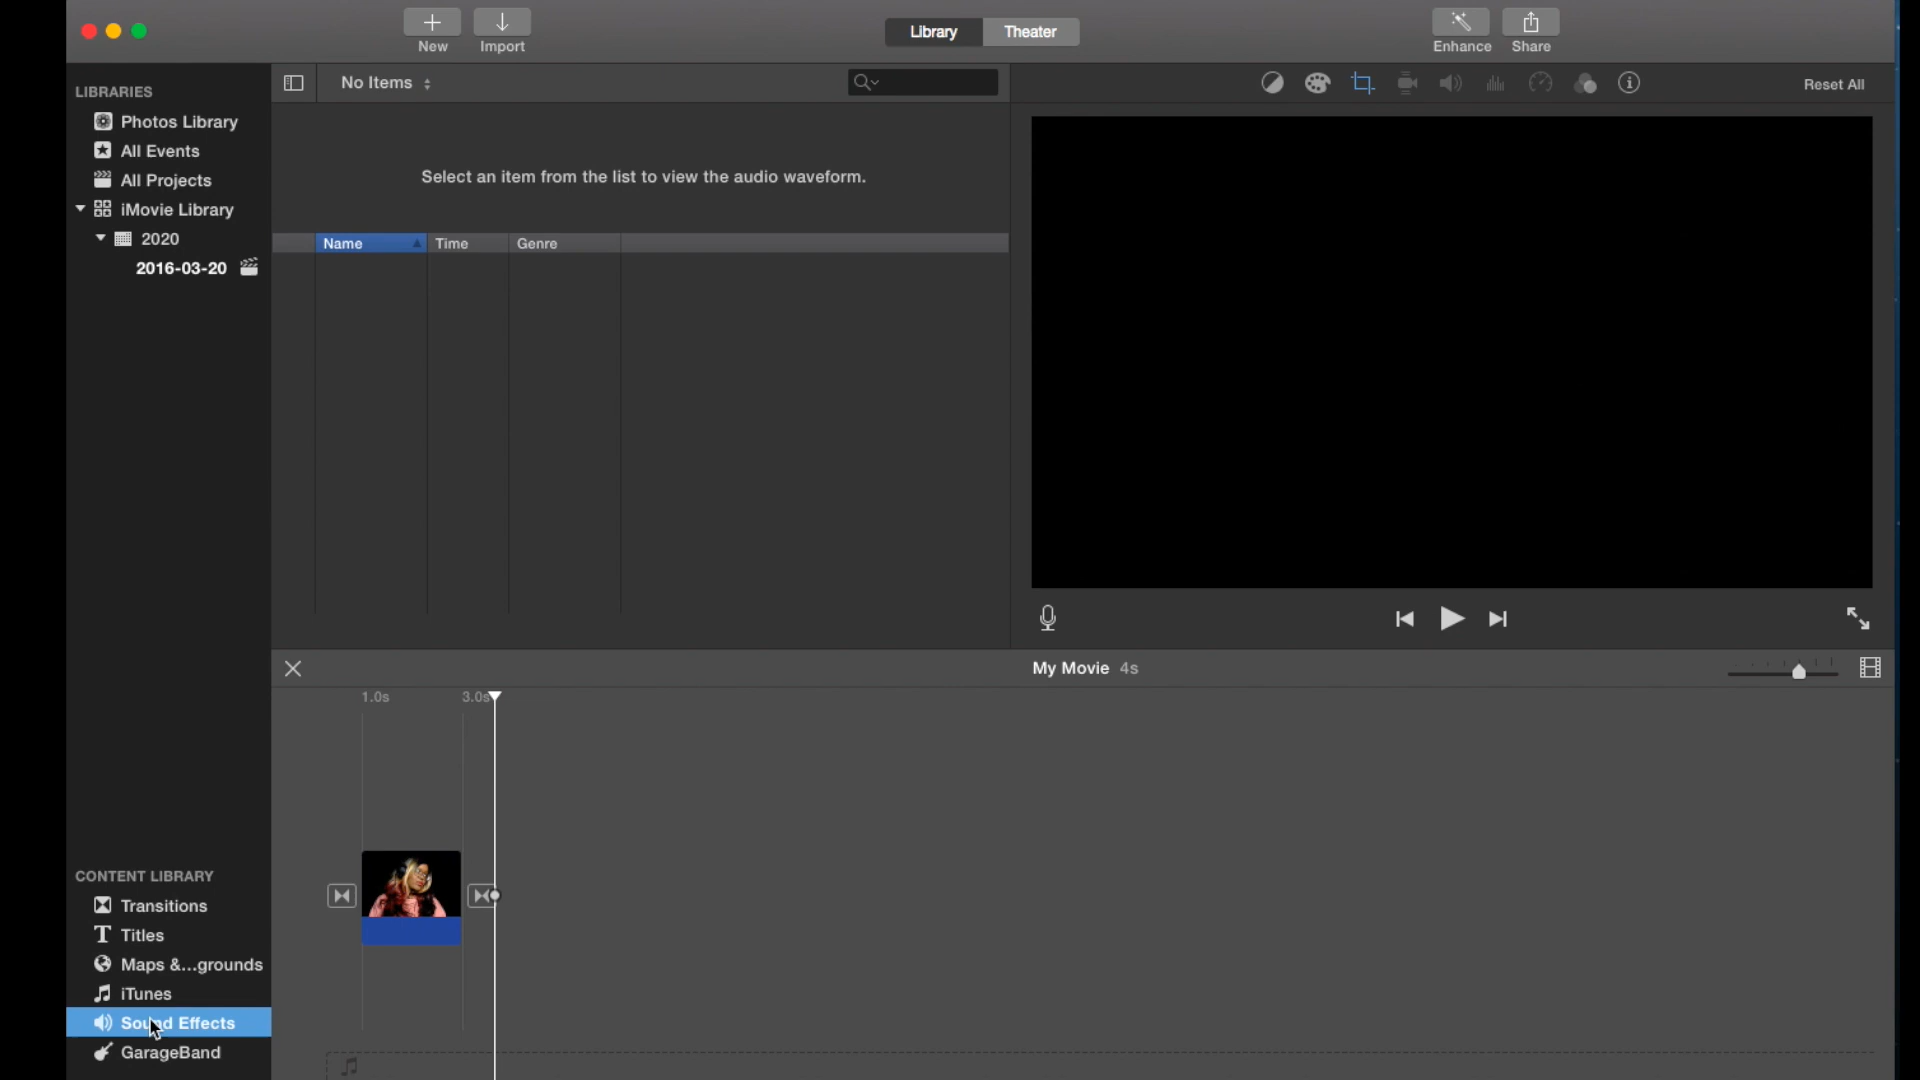 New
Import
Library
Theater
Enhance
Share
LIBRARIES
Photos Library
All Events
All Projects
iMovie Library
2020
2016-03-20
No Items
Reset All
Select an item from the list to view the audio waveform.
Name
Time
Genre
My Movie 4s
1.0s
3.0s
CONTENT LIBRARY
Transitions
T Titles
Maps &...grounds
iTunes
Sound Effects
GarageBand